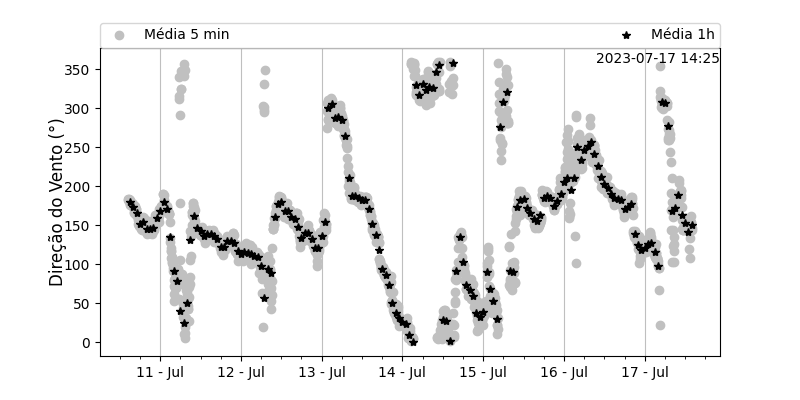 Média 5 min
Média 1h
2023-07-17 14:25
Direção do Vento (°)
350
300
250
200
150
100
50
0
11 - Jul
12 - Jul
13 - Jul
14 - Jul
15 - Jul
16 - Jul
17 - Jul